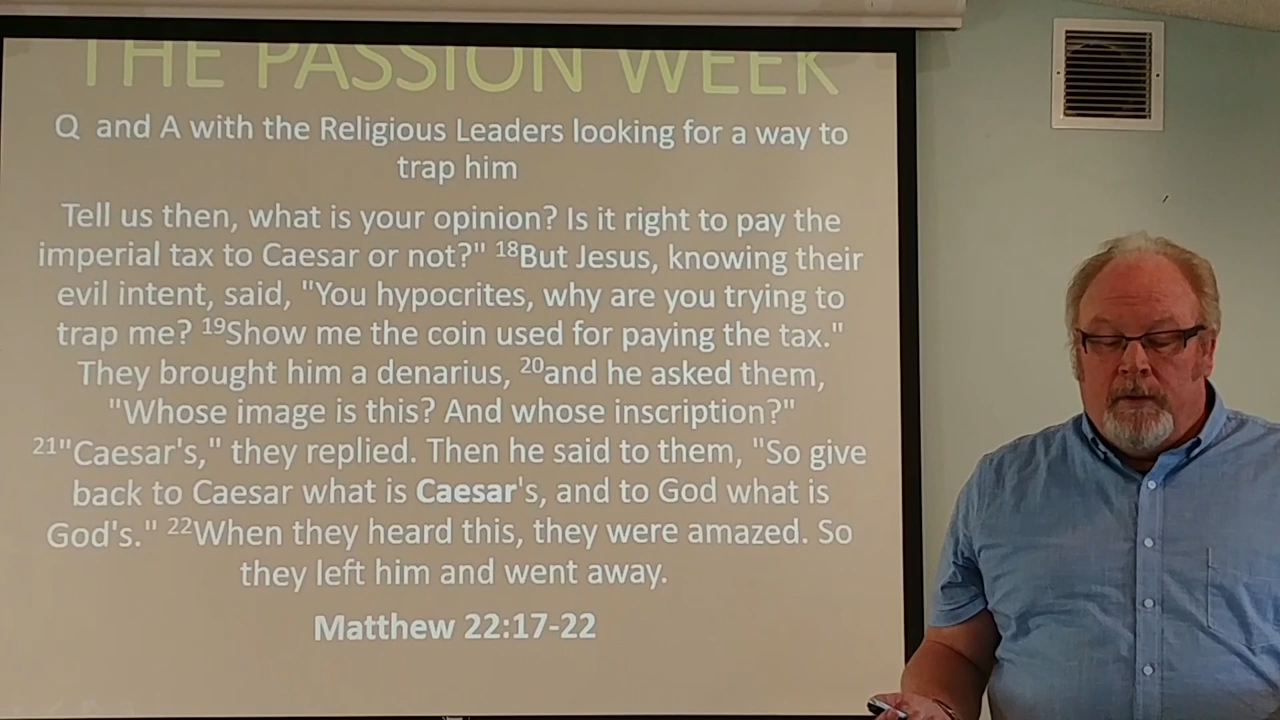 THE PASSION WEEK
Q and A with the Religious Leaders looking for a way to
trap him
Tell us then, what is your opinion? Is it right to pay the
imperial tax to Caesar or not?" 18But Jesus, knowing their
evil intent, said, "You hypocrites, why are you trying to
trap me? 19Show me the coin used for paying the tax."
They brought him a denarius, 20and he asked them,
"Whose image is this? And whose inscription?"
21"Caesar's," they replied. Then he said to them, "So give
back to Caesar what is Caesar's, and to God what is
God's." 22When they heard this, they were amazed. So
they left him and went away.
Matthew 22:17-22